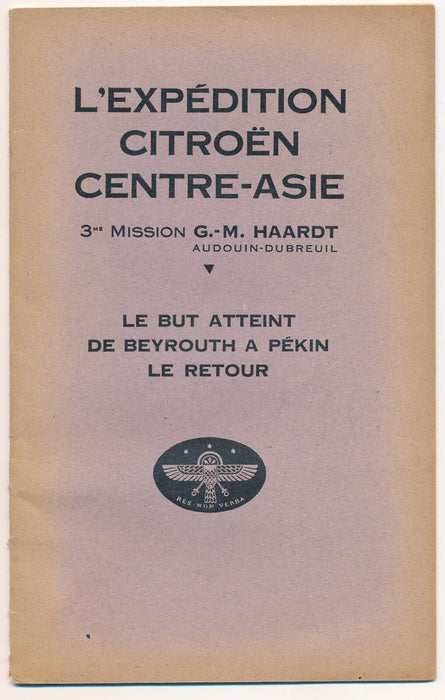 L'EXPÉDITION
CITROËN
CENTRE-ASIE
3ME MISSION G.-M. HAARDT
AUDOUIN-DUBREUIL
LE BUT ATTEINT
DE BEYROUTH A PÉKIN
LE RETOUR
RES NON VERBA